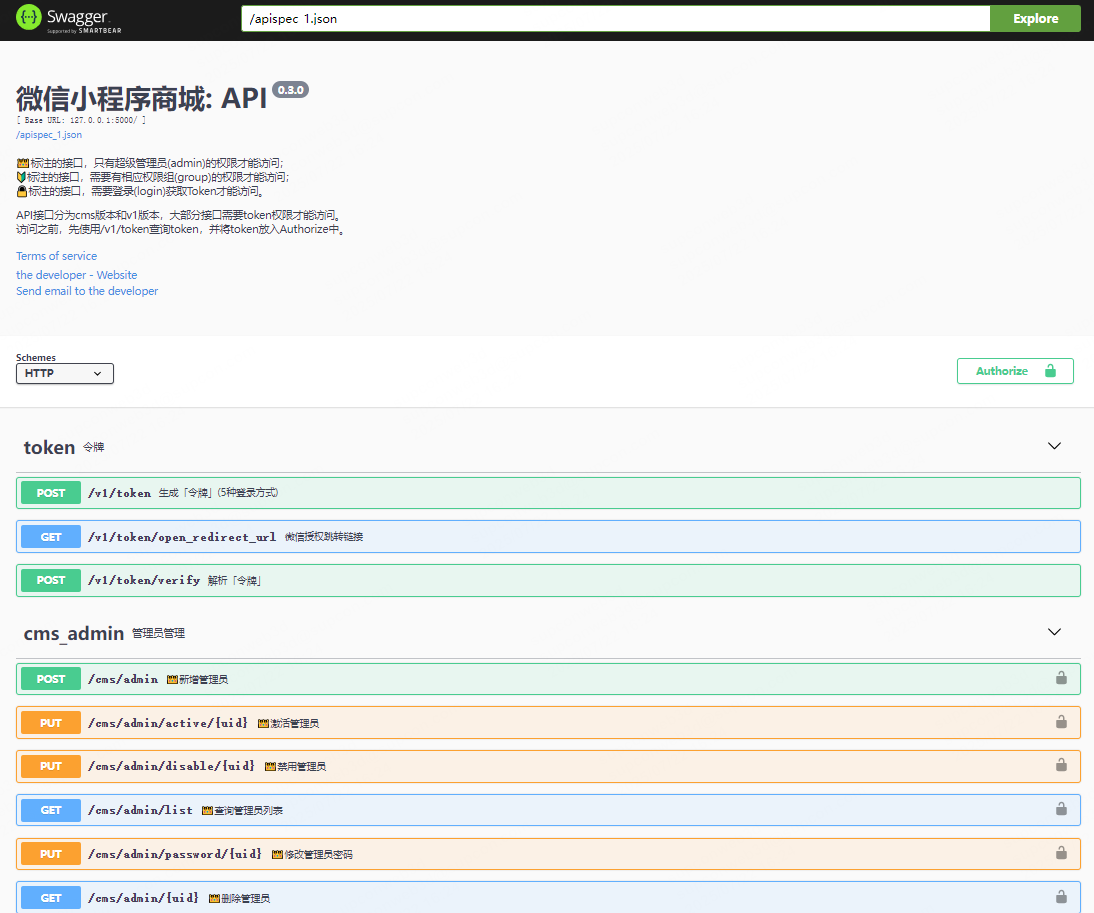 Swagger
Supported by SMARTBEAR
/apispec_1.json
Explore
微信小程序商城: API 0.3.0
[ Base URL: 127.0.0.1:5000/ ]
/apispec_1.json
标注的接口，只有超级管理员(admin)的权限才能访问;
标注的接口，需要有相应权限组(group)的权限才能访问;
标注的接口，需要登录(login)获取Token才能访问。
API接口分为cms版本和v1版本，大部分接口需要token权限才能访问。
访问之前，先使用/v1/token查询token，并将token放入Authorize中。
Terms of service
the developer - Website
Send email to the developer
Schemes
HTTP
Authorize
token 令牌
POST /v1/token 生成「令牌」(5种登录方式)
GET /v1/token/open_redirect_url 微信授权跳转链接
POST /v1/token/verify 解析「令牌」
cms_admin 管理员管理
POST /cms/admin 新增管理员
PUT /cms/admin/active/{uid} 激活管理员
PUT /cms/admin/disable/{uid} 禁用管理员
GET /cms/admin/list 查询管理员列表
PUT /cms/admin/password/{uid} 修改管理员密码
GET /cms/admin/{uid} 删除管理员